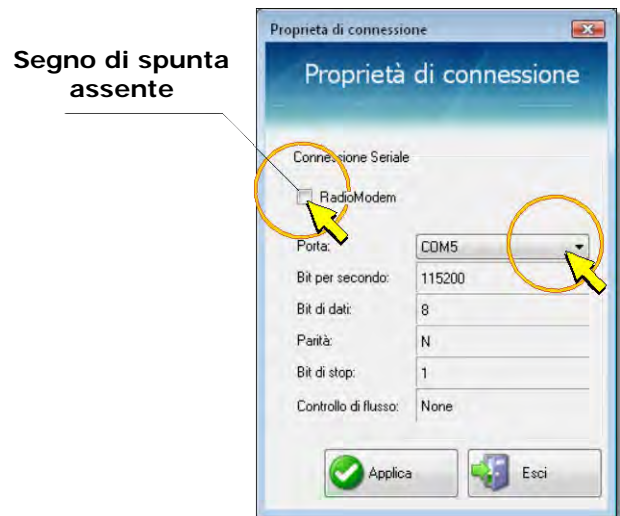 Proprietà di connessione
Segno di spunta
assente
Proprietà di connessione
Connessione Seriale
RadioModem
Porta: COM5
Bit per secondo: 115200
Bit di dati: 8
Parità: N
Bit di stop: 1
Controllo di flusso: None
Applica Esci